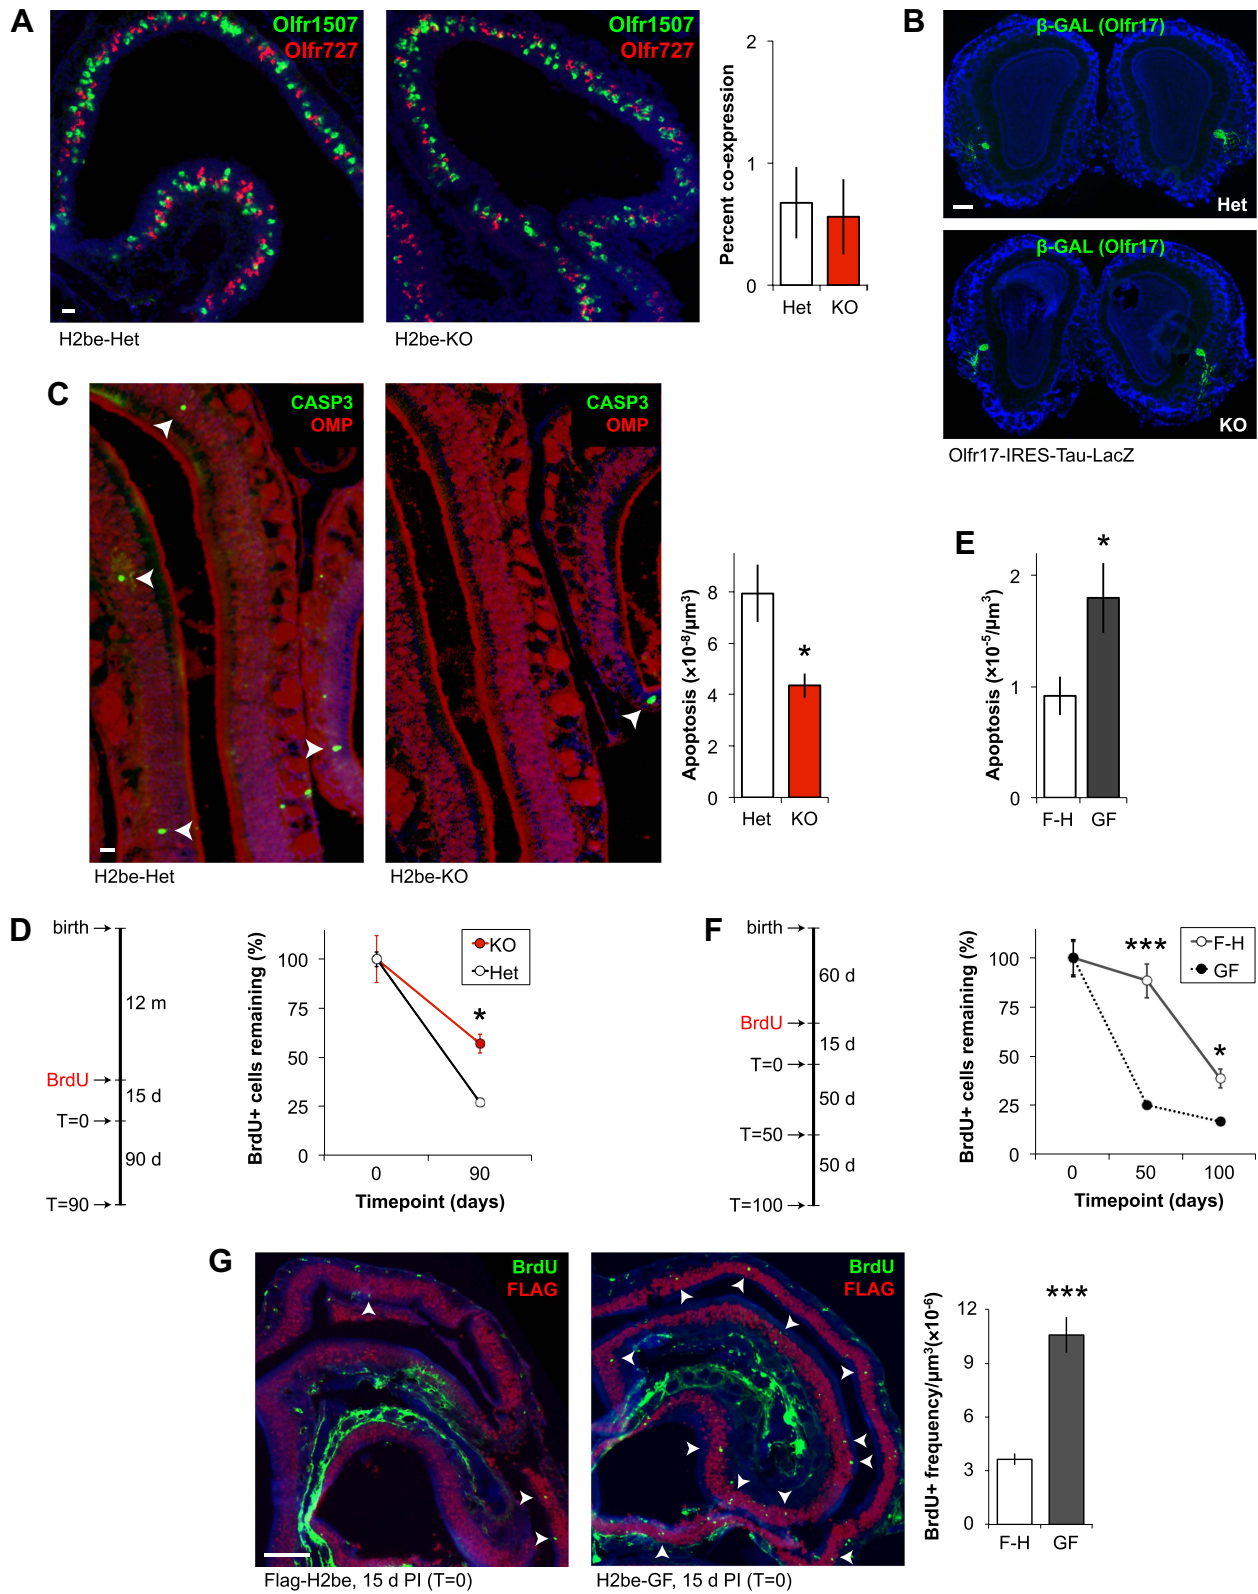 A
Olfr1507
Olfr727
H2be-Het
Olfr1507
Olfr727
H2be-KO
Percent co-expression
2
1
0
Het
KO
B
β-GAL (Olfr17)
Het
β-GAL (Olfr17)
KO
Olfr17-IRES-Tau-LacZ
C
CASP3
OMP
H2be-Het
CASP3
OMP
H2be-KO
Apoptosis (×10⁻⁸/µm³)
8
6
4
2
0
Het
KO
*
E
Apoptosis (×10⁻⁵/µm³)
2
1
0
F-H
GF
*
D
birth
12 m
BrdU
15 d
T=0
90 d
T=90
BrdU+ cells remaining (%)
100
75
50
25
0
0
90
Timepoint (days)
KO
Het
*
F
birth
60 d
BrdU
15 d
T=0
50 d
T=50
50 d
T=100
BrdU+ cells remaining (%)
100
75
50
25
0
0
50
100
Timepoint (days)
F-H
GF
***
*
G
BrdU
FLAG
Flag-H2be, 15 d PI (T=0)
BrdU
FLAG
H2be-GF, 15 d PI (T=0)
BrdU+ frequency/µm³(×10⁻⁶)
12
9
6
3
0
F-H
GF
***